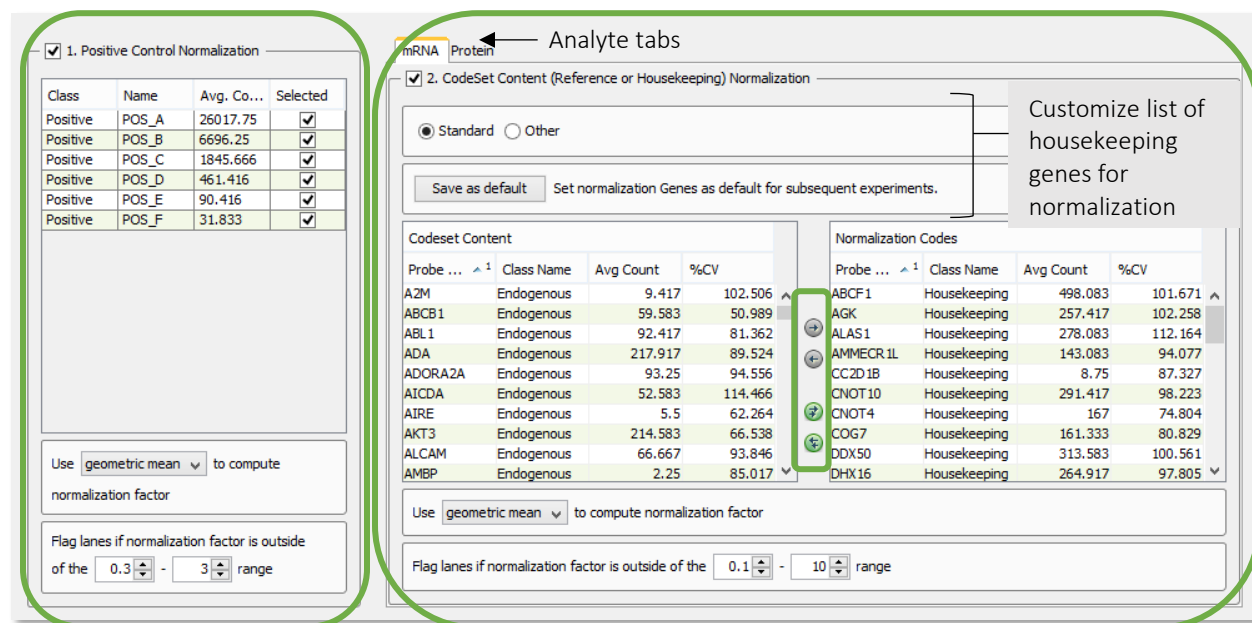 1. Positive Control Normalization
Class Name Avg. Co... Selected
Positive POS_A 26017.75
Positive POS_B 6696.25
Positive POS_C 1845.666
Positive POS_D 461.416
Positive POS_E 90.416
Positive POS_F 31.833
Use geometric mean to compute
normalization factor
Flag lanes if normalization factor is outside
of the 0.3 - 3 range
mRNA Protein
Analyte tabs
2. CodeSet Content (Reference or Housekeeping) Normalization
Standard Other
Save as default Set normalization Genes as default for subsequent experiments.
Customize list of
housekeeping
genes for
normalization
Codeset Content
Probe ... 1 Class Name Avg Count %CV
A2M Endogenous 9.417 102.506
ABCB1 Endogenous 59.583 50.989
ABL1 Endogenous 92.417 81.362
ADA Endogenous 217.917 89.524
ADORA2A Endogenous 93.25 94.556
AICDA Endogenous 52.583 114.466
AIRE Endogenous 5.5 62.264
AKT3 Endogenous 214.583 66.538
ALCAM Endogenous 66.667 93.846
AMBP Endogenous 2.25 85.017
Normalization Codes
Probe ... 1 Class Name Avg Count %CV
ABCF1 Housekeeping 498.083 101.671
AGK Housekeeping 257.417 102.258
ALAS1 Housekeeping 278.083 112.164
AMMECR1L Housekeeping 143.083 94.077
CC2D1B Housekeeping 8.75 87.327
CNOT10 Housekeeping 291.417 98.223
CNOT4 Housekeeping 167 74.804
COG7 Housekeeping 161.333 80.829
DDX50 Housekeeping 313.583 100.561
DHX16 Housekeeping 264.917 97.805
Use geometric mean to compute normalization factor
Flag lanes if normalization factor is outside of the 0.1 - 10 range